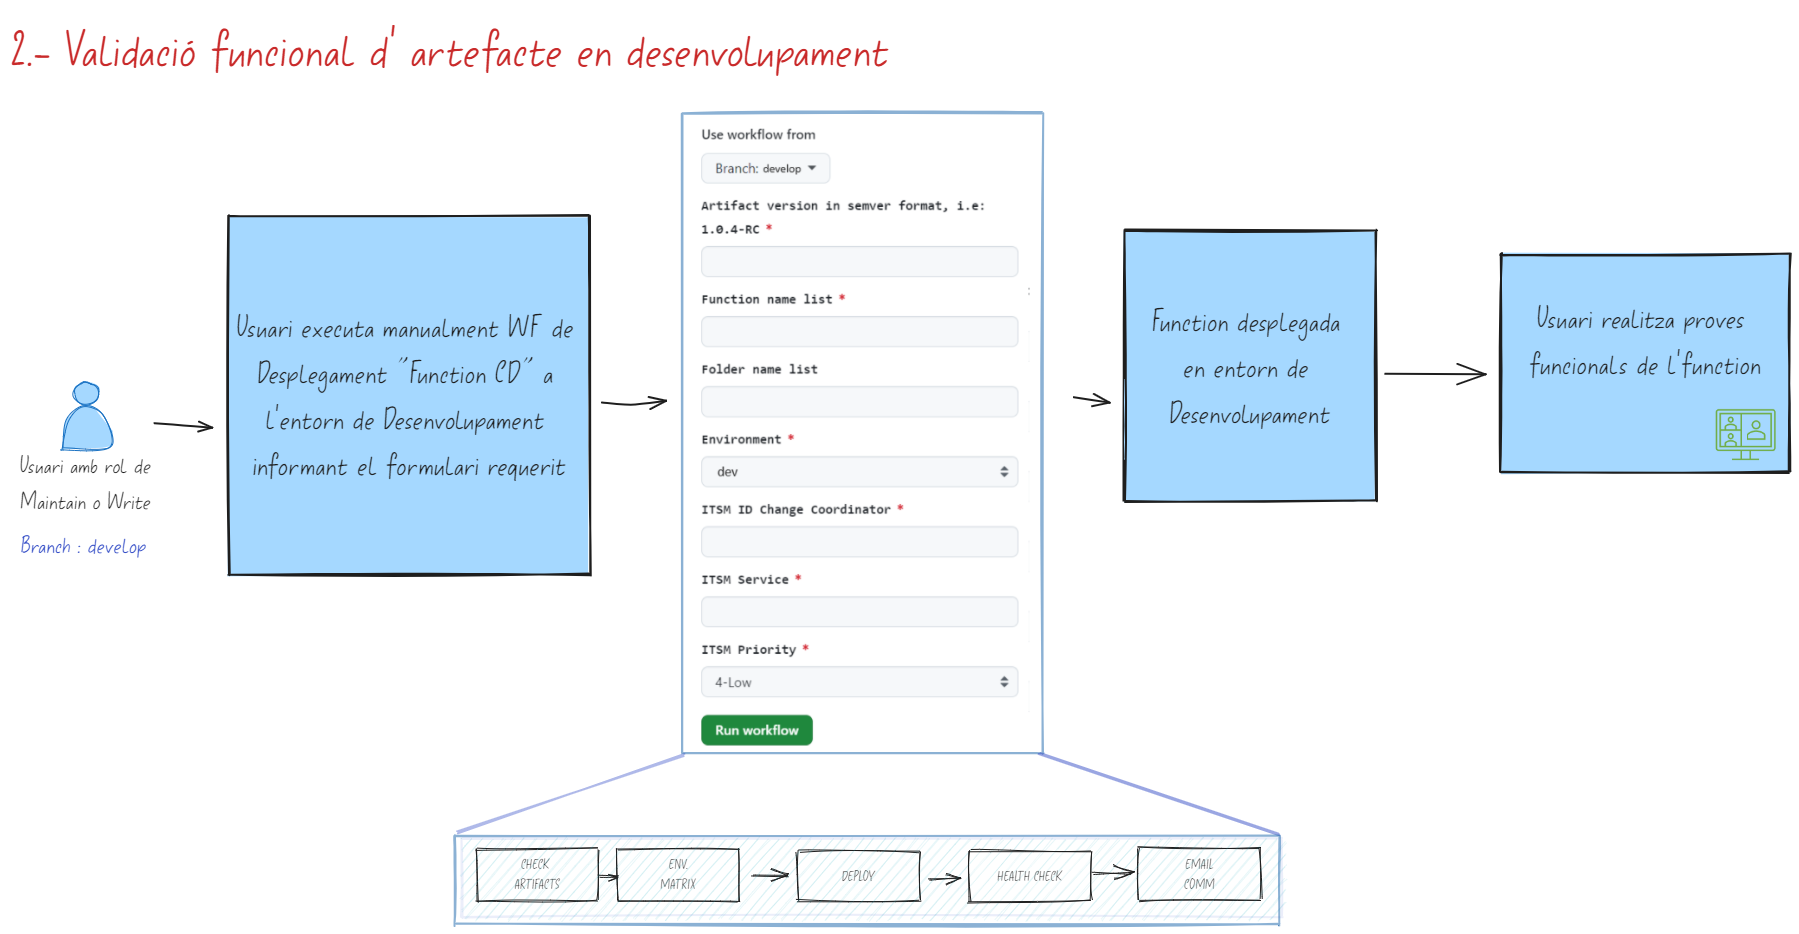 2.- Validació funcional d' artefacte en desenvolupament
Usuari amb rol de
Maintain o Write
Branch : develop
Usuari executa manualment WF de
Desplegament "Function CD" a
l'entorn de Desenvolupament
informant el formulari requerit
Use workflow from
Branch: develop
Artifact version in semver format, i.e:
1.0.4-RC *
Function name list *
Folder name list
Environment *
dev
ITSM ID Change Coordinator *
ITSM Service *
ITSM Priority *
4-Low
Run workflow
Function desplegada
en entorn de
Desenvolupament
Usuari realitza proves
funcionals de l'function
CHECK
ARTIFACTS
ENV.
MATRIX
DEPLOY
HEALTH CHECK
EMAIL
COMM